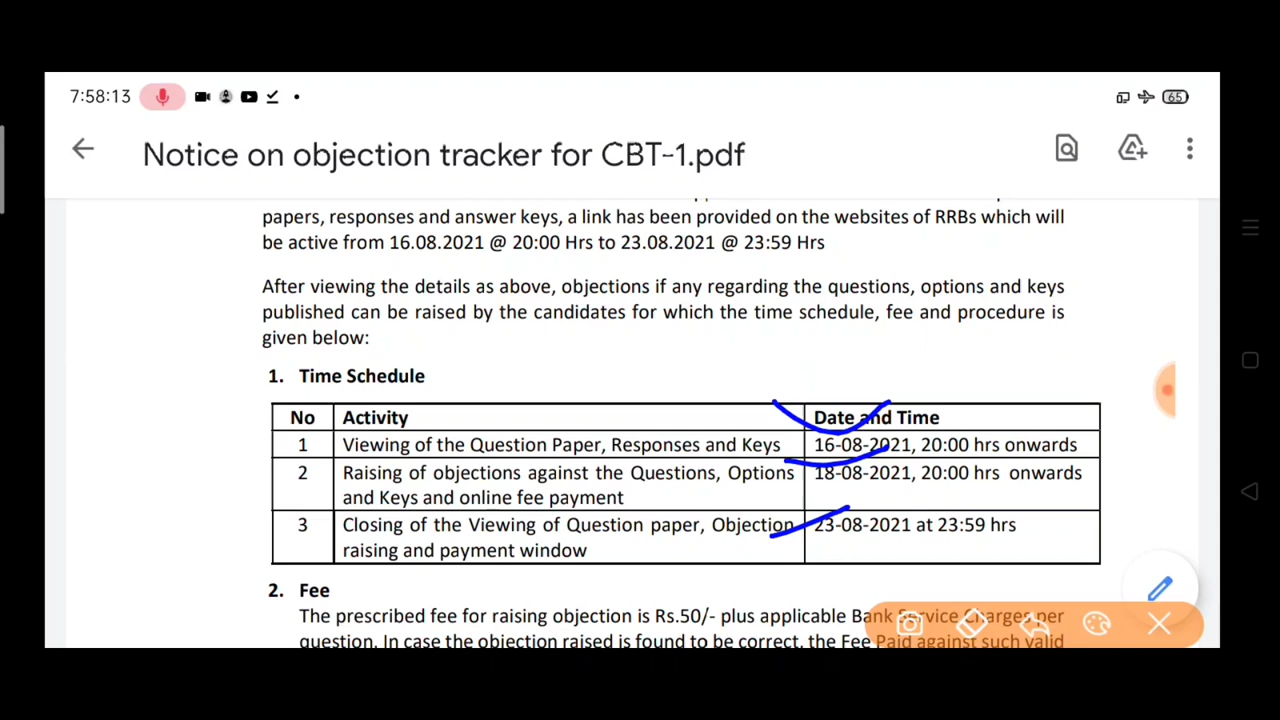 7:58:13
65
Notice on objection tracker for CBT-1.pdf
papers, responses and answer keys, a link has been provided on the websites of RRBs which will
be active from 16.08.2021 @ 20:00 Hrs to 23.08.2021 @ 23:59 Hrs
After viewing the details as above, objections if any regarding the questions, options and keys
published can be raised by the candidates for which the time schedule, fee and procedure is
given below:
1. Time Schedule
No Activity Date and Time
1 Viewing of the Question Paper, Responses and Keys 16-08-2021, 20:00 hrs onwards
2 Raising of objections against the Questions, Options 18-08-2021, 20:00 hrs onwards
and Keys and online fee payment
3 Closing of the Viewing of Question paper, Objection 23-08-2021 at 23:59 hrs
raising and payment window
2. Fee
The prescribed fee for raising objection is Rs.50/- plus applicable Bank Service Charges per
question. In case the objection raised is found to be correct, the Fee Paid against such valid